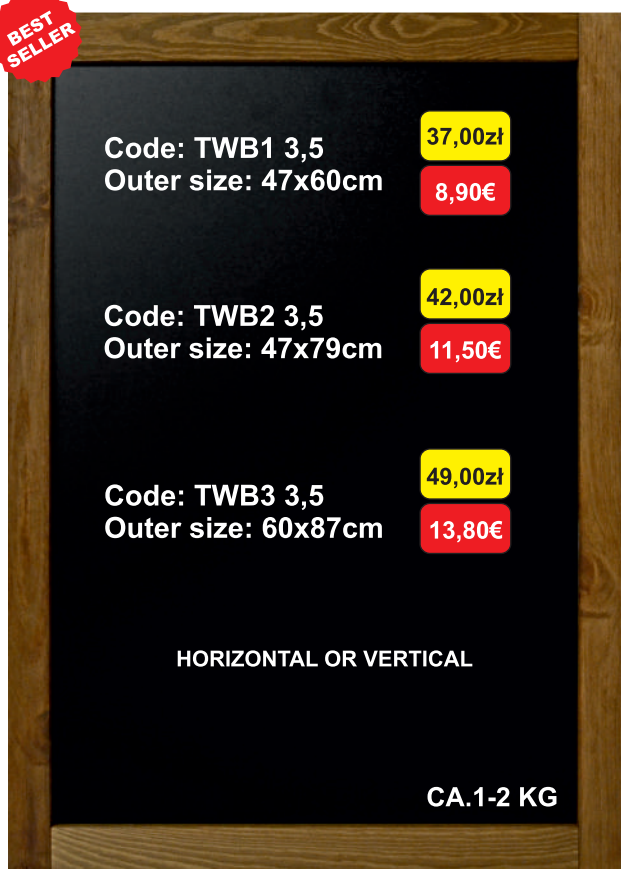 BEST
SELLER
Code: TWB1 3,5
Outer size: 47x60cm
37,00zł
8,90€
Code: TWB2 3,5
Outer size: 47x79cm
42,00zł
11,50€
Code: TWB3 3,5
Outer size: 60x87cm
49,00zł
13,80€
HORIZONTAL OR VERTICAL
CA.1-2 KG